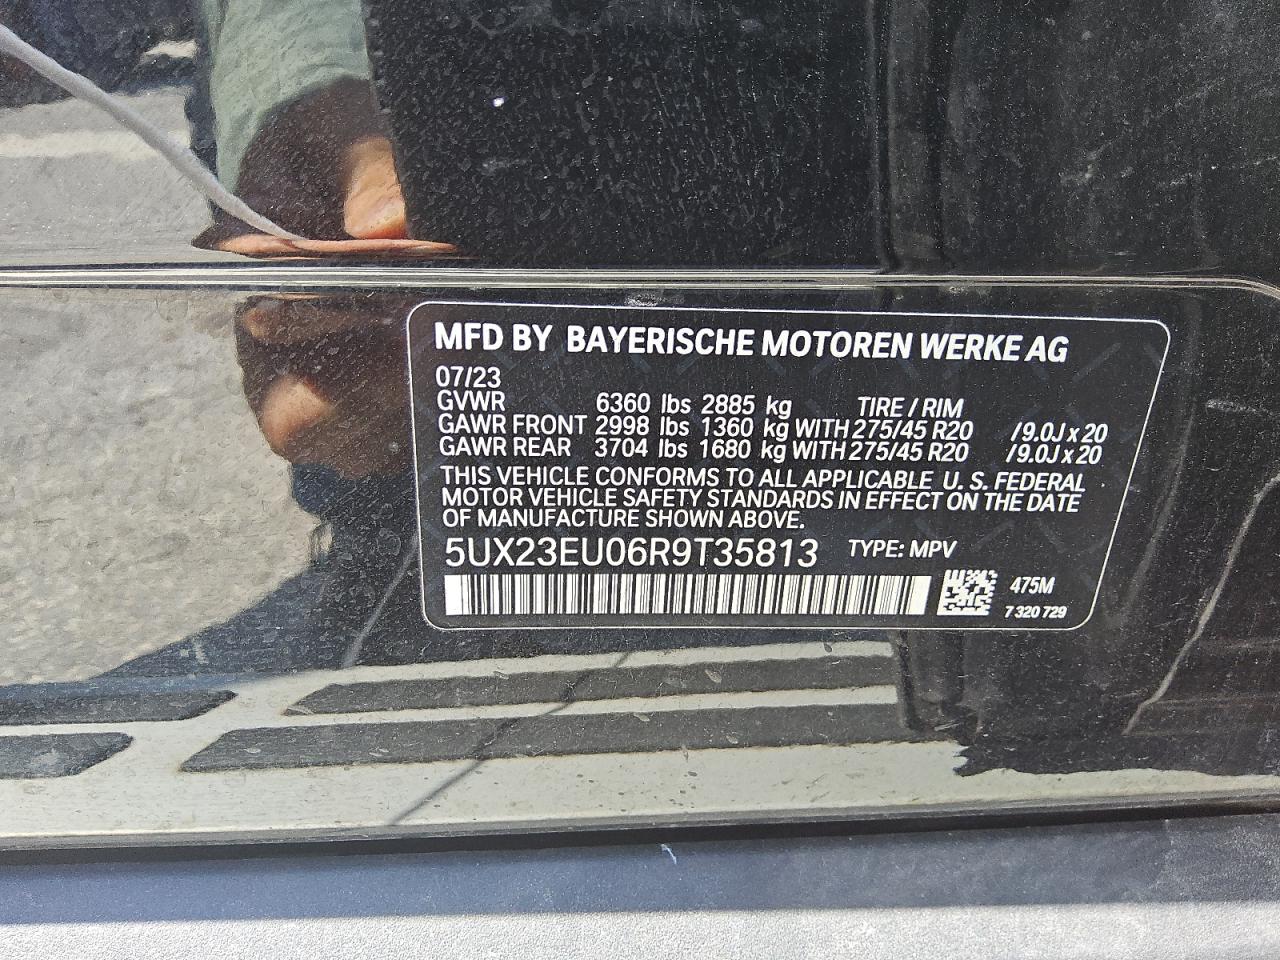 MFD BY BAYERISCHE MOTOREN WERKE AG
07/23
GVWR 6360 lbs 2885 kg TIRE / RIM
GAWR FRONT 2998 lbs 1360 kg WITH 275/45 R20 /9.0J x 20
GAWR REAR 3704 lbs 1680 kg WITH 275/45 R20 /9.0J x 20
THIS VEHICLE CONFORMS TO ALL APPLICABLE U. S. FEDERAL
MOTOR VEHICLE SAFETY STANDARDS IN EFFECT ON THE DATE
OF MANUFACTURE SHOWN ABOVE.
5UX23EU06R9T35813 TYPE: MPV
475M
7 320 729